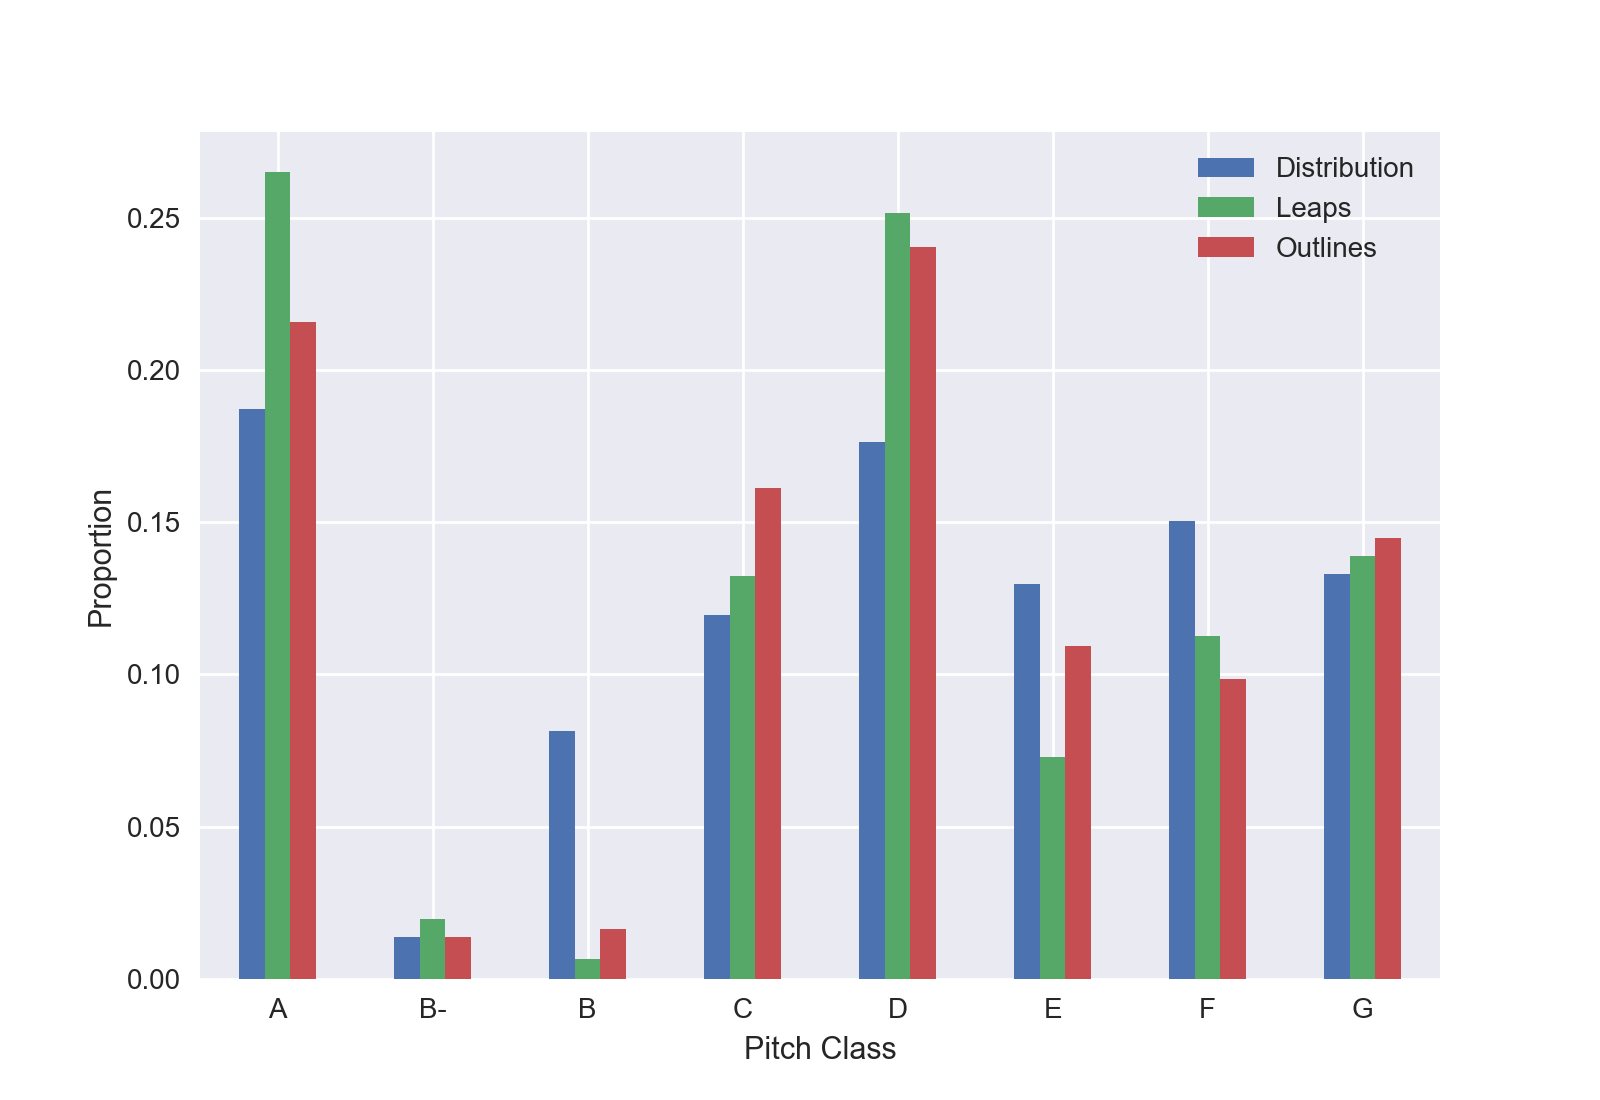 Distribution
Leaps
Outlines
0.25
0.20
0.15
0.10
0.05
0.00
Proportion
A B- B C D E F G
Pitch Class